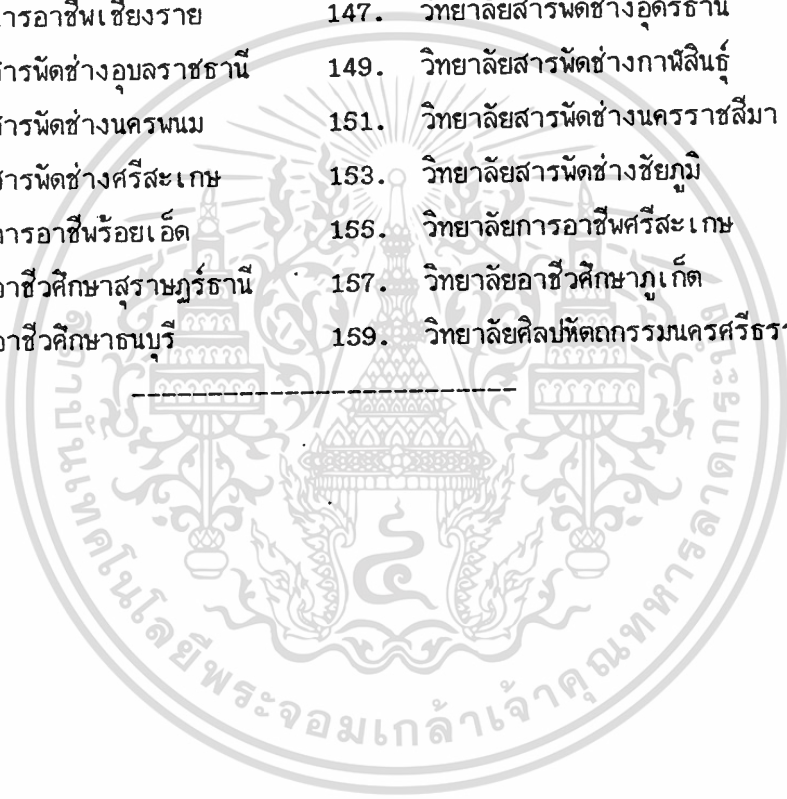 การอาชีพเชียงราย 147. วิทยาลัยสารพัดช่างอุดรธานี
สารพัดช่างอุบลราชธานี 149. วิทยาลัยสารพัดช่างกาฬสินธุ์
สารพัดช่างนครพนม 151. วิทยาลัยสารพัดช่างนครราชสีมา
สารพัดช่างศรีสะเกษ 153. วิทยาลัยสารพัดช่างชัยภูมิ
การอาชีพร้อยเอ็ด 155. วิทยาลัยการอาชีพศรีสะเกษ
อาชีวศึกษาสุราษฎร์ธานี 157. วิทยาลัยอาชีวศึกษาภูเก็ต
อาชีวศึกษาธนบุรี 159. วิทยาลัยศิลปหัตถกรรมนครศรีธรร
--------------------------
สถาบันเทคโนโลยีพระจอมเกล้าเจ้าคุณทหารลาดกระบัง